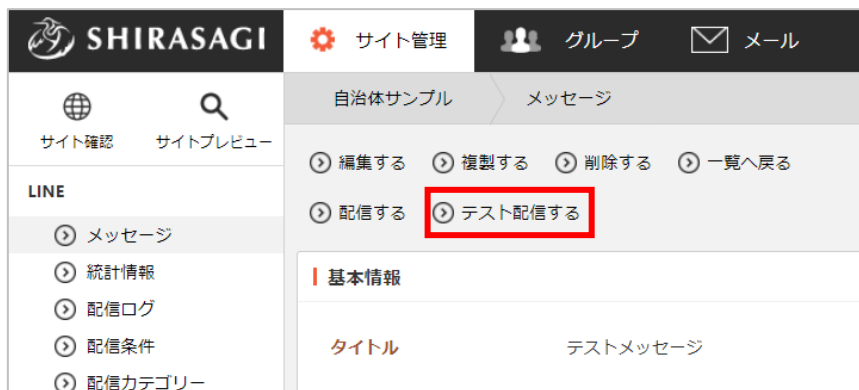 SHIRASAGI サイト管理 グループ メール
自治体サンプル メッセージ
サイト確認 サイトプレビュー
編集する 複製する 削除する 一覧へ戻る
LINE
配信する テスト配信する
メッセージ
統計情報
基本情報
配信ログ
配信条件
タイトル テストメッセージ
配信カテゴリー